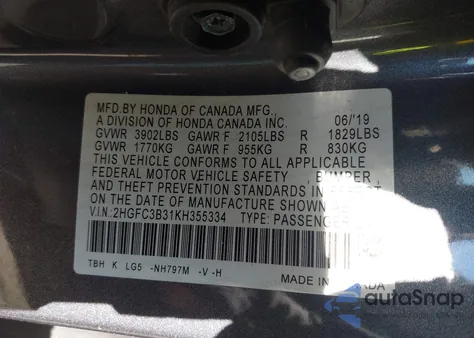 MFD.BY HONDA OF CANADA MFG.,
A DIVISION OF HONDA CANADA INC. 06/'19
GVWR 3902LBS GAWR F 2105LBS R 1829LBS
GVWR 1770KG GAWR F 955KG R 830KG
THIS VEHICLE CONFORMS TO ALL APPLICABLE
FEDERAL MOTOR VEHICLE SAFETY , BUMPER ,
AND THEFT PREVENTION STANDARDS IN EFFECT
ON THE DATE OF MANUFACTURE SHOWN
V.I.N:2HGFC3B31KH355334 TYPE:
TBH K LG5 -NH797M -V -H
MADE IN
autoSnap